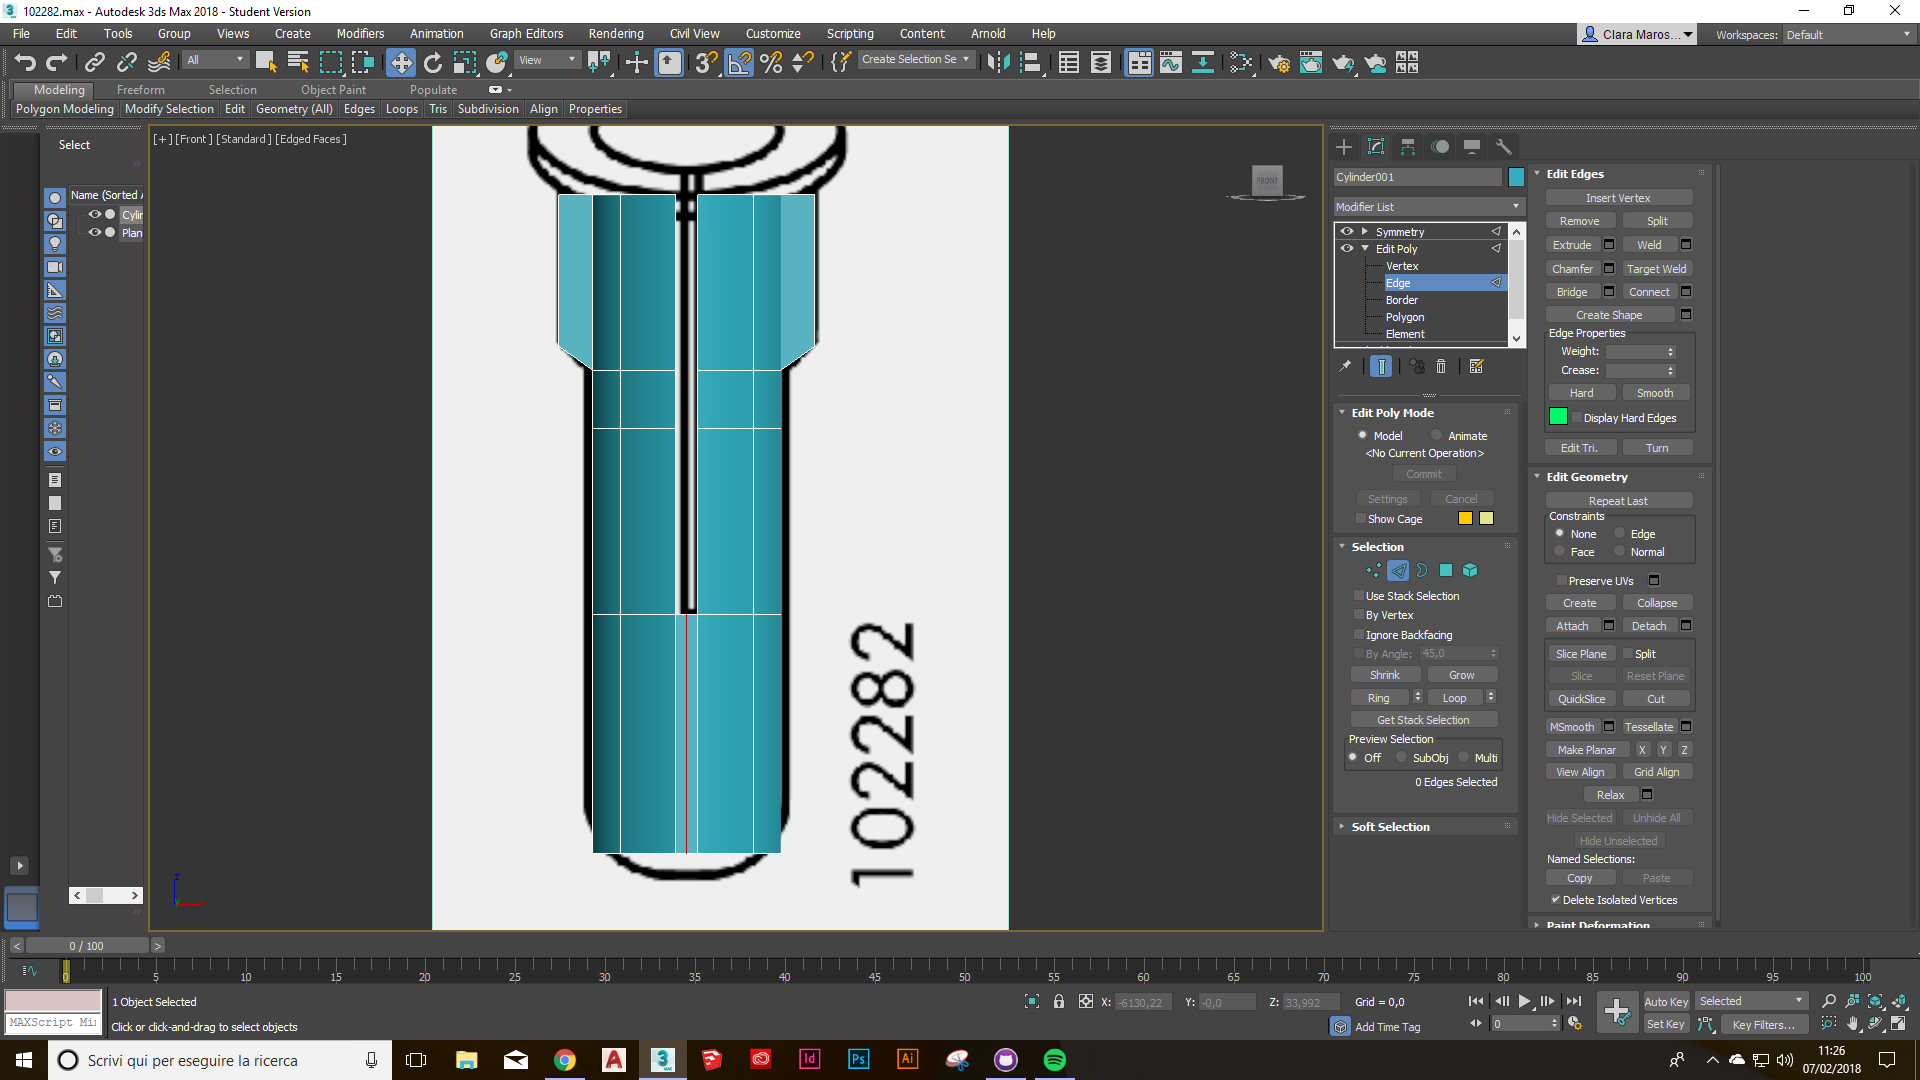 102282.max - Autodesk 3ds Max 2018 - Student Version
File Edit Tools Group Views Create Modifiers Animation Graph Editors Rendering Civil View Customize Scripting Content Arnold Help
Clara Maros... Workspaces: Default
All View Create Selection Se
Modeling Freeform Selection Object Paint Populate
Polygon Modeling Modify Selection Edit Geometry (All) Edges Loops Tris Subdivision Align Properties
Select
Name (Sorted A
Cylin
Plan
[+] [Front ] [Standard ] [Edged Faces ]
FRONT
102282
Cylinder001
Modifier List
Symmetry
Edit Poly
Vertex
Edge
Border
Polygon
Element
Edit Poly Mode
Model Animate
<No Current Operation>
Commit
Settings Cancel
Show Cage
Selection
Use Stack Selection
By Vertex
Ignore Backfacing
By Angle: 45,0
Shrink Grow
Ring Loop
Get Stack Selection
Preview Selection
Off SubObj Multi
0 Edges Selected
Soft Selection
Edit Edges
Insert Vertex
Remove Split
Extrude Weld
Chamfer Target Weld
Bridge Connect
Create Shape
Edge Properties
Weight:
Crease:
Hard Smooth
Display Hard Edges
Edit Tri. Turn
Edit Geometry
Repeat Last
Constraints
None Edge
Face Normal
Preserve UVs
Create Collapse
Attach Detach
Slice Plane Split
Slice Reset Plane
QuickSlice Cut
MSmooth Tessellate
Make Planar X Y Z
View Align Grid Align
Relax
Hide Selected Unhide All
Hide Unselected
Named Selections:
Copy Paste
Delete Isolated Vertices
Paint Deformation
0 / 100
0 5 10 15 20 25 30 35 40 45 50 55 60 65 70 75 80 85 90 95 100
1 Object Selected
X: -6130,22 Y: -0,0 Z: 33,992 Grid = 0,0
Auto Key Selected
MAXScript Mi
Click or click-and-drag to select objects
Add Time Tag
0
Set Key Key Filters...
Scrivi qui per eseguire la ricerca
11:26
07/02/2018